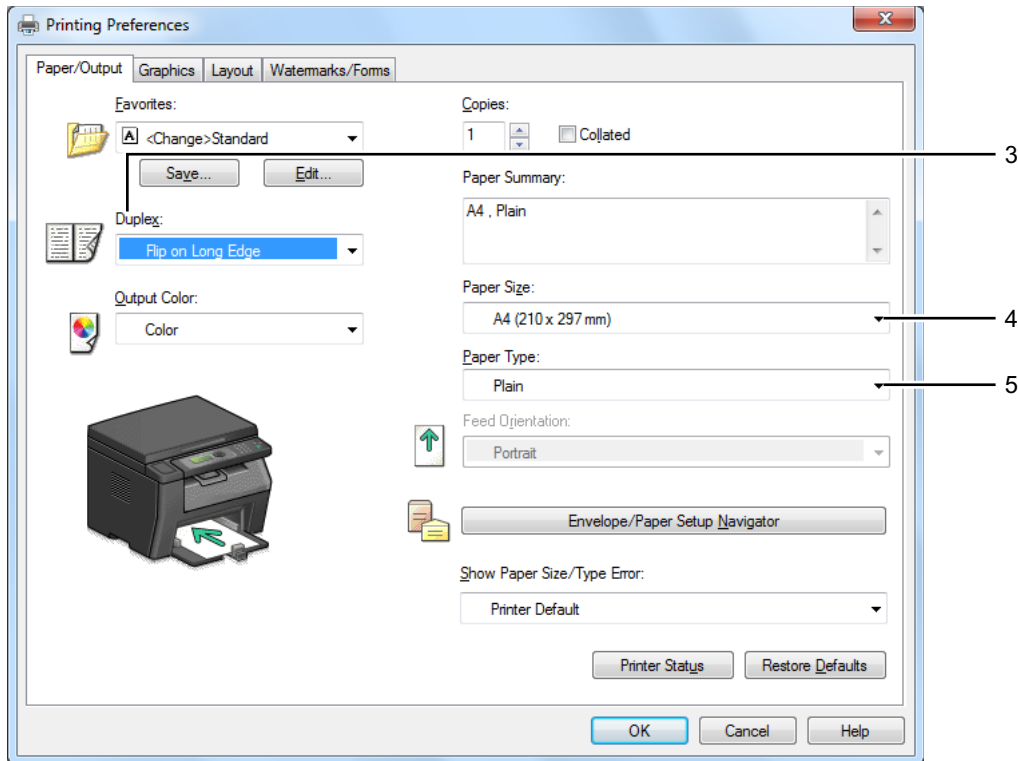 Printing Preferences
Paper/Output Graphics Layout Watermarks/Forms
Favorites:
<Change>Standard
Save... Edit...
Duplex:
Flip on Long Edge
Output Color:
Color
Copies:
1 Collated
Paper Summary:
A4 , Plain
Paper Size:
A4 (210 x 297 mm)
Paper Type:
Plain
Feed Orientation:
Portrait
Envelope/Paper Setup Navigator
Show Paper Size/Type Error:
Printer Default
Printer Status Restore Defaults
OK Cancel Help
3
4
5